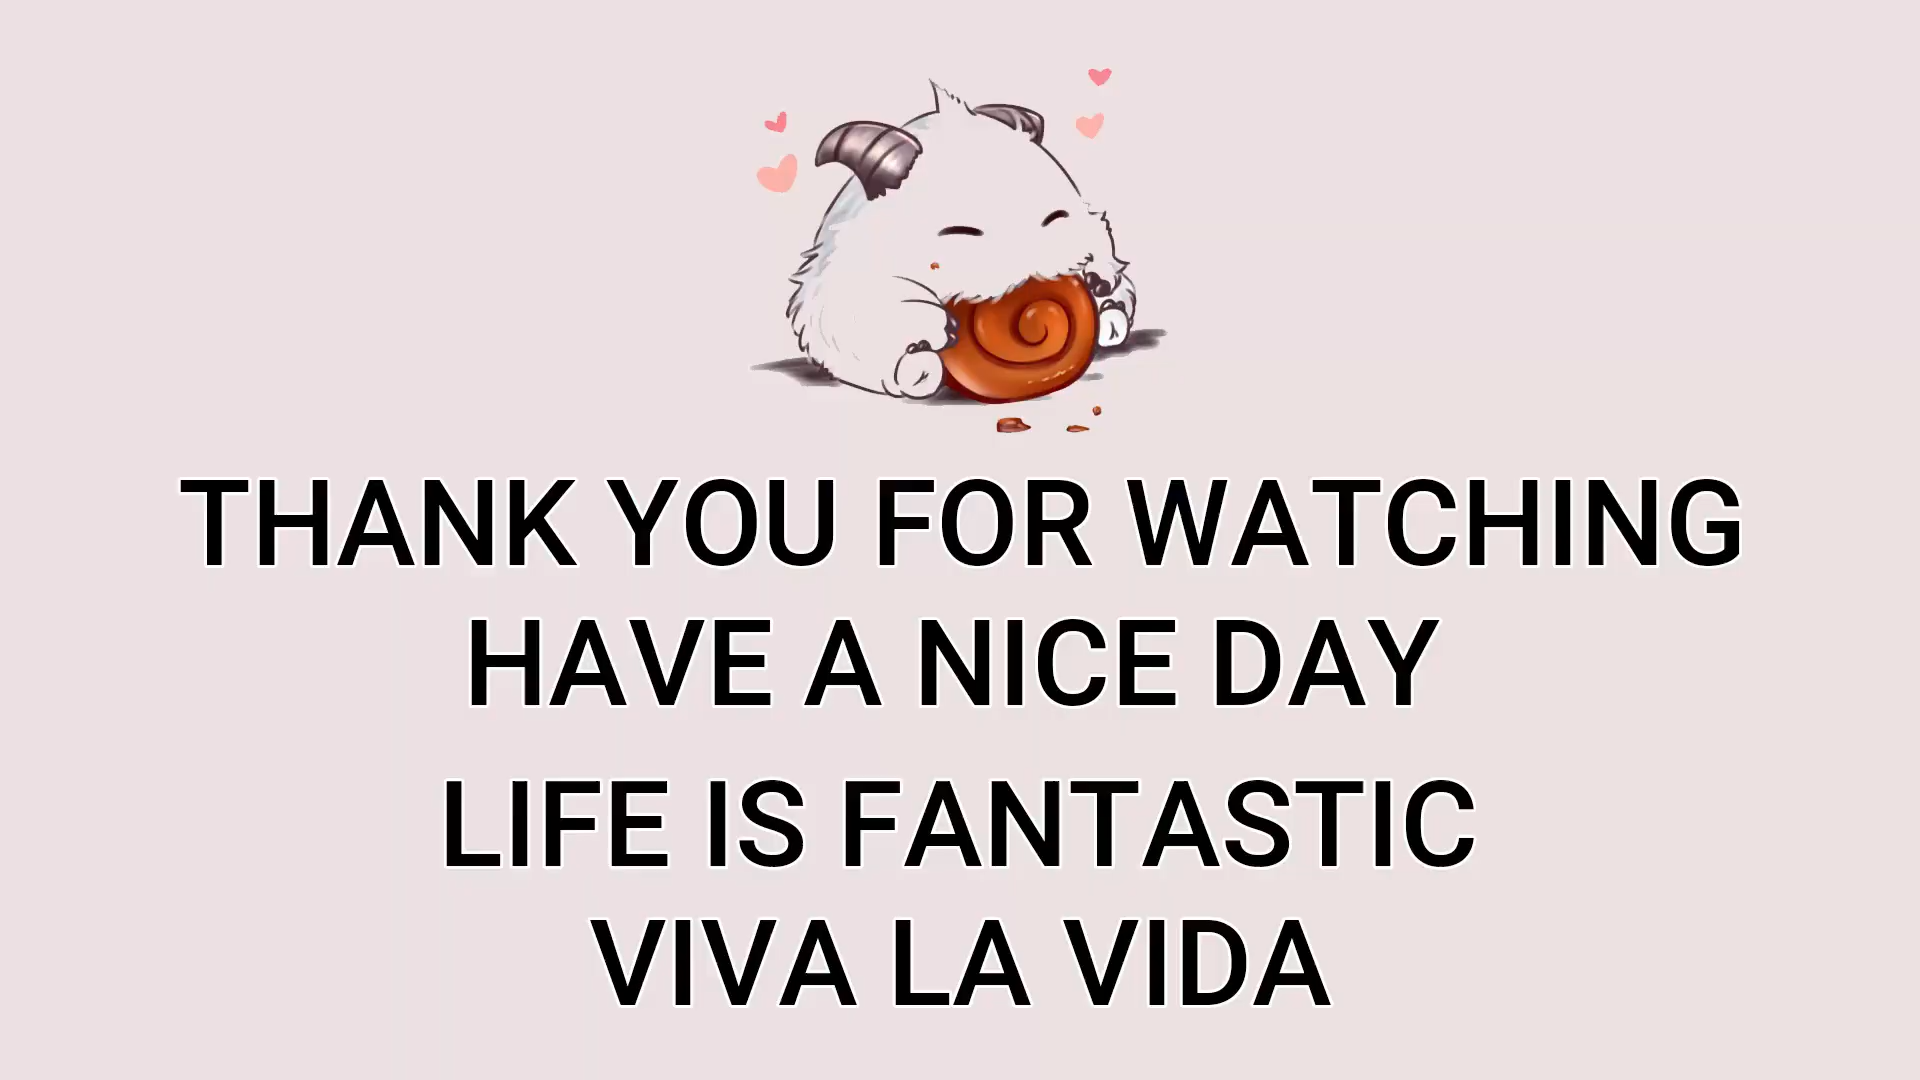 THANK YOU FOR WATCHING
HAVE A NICE DAY
LIFE IS FANTASTIC
VIVA LA VIDA